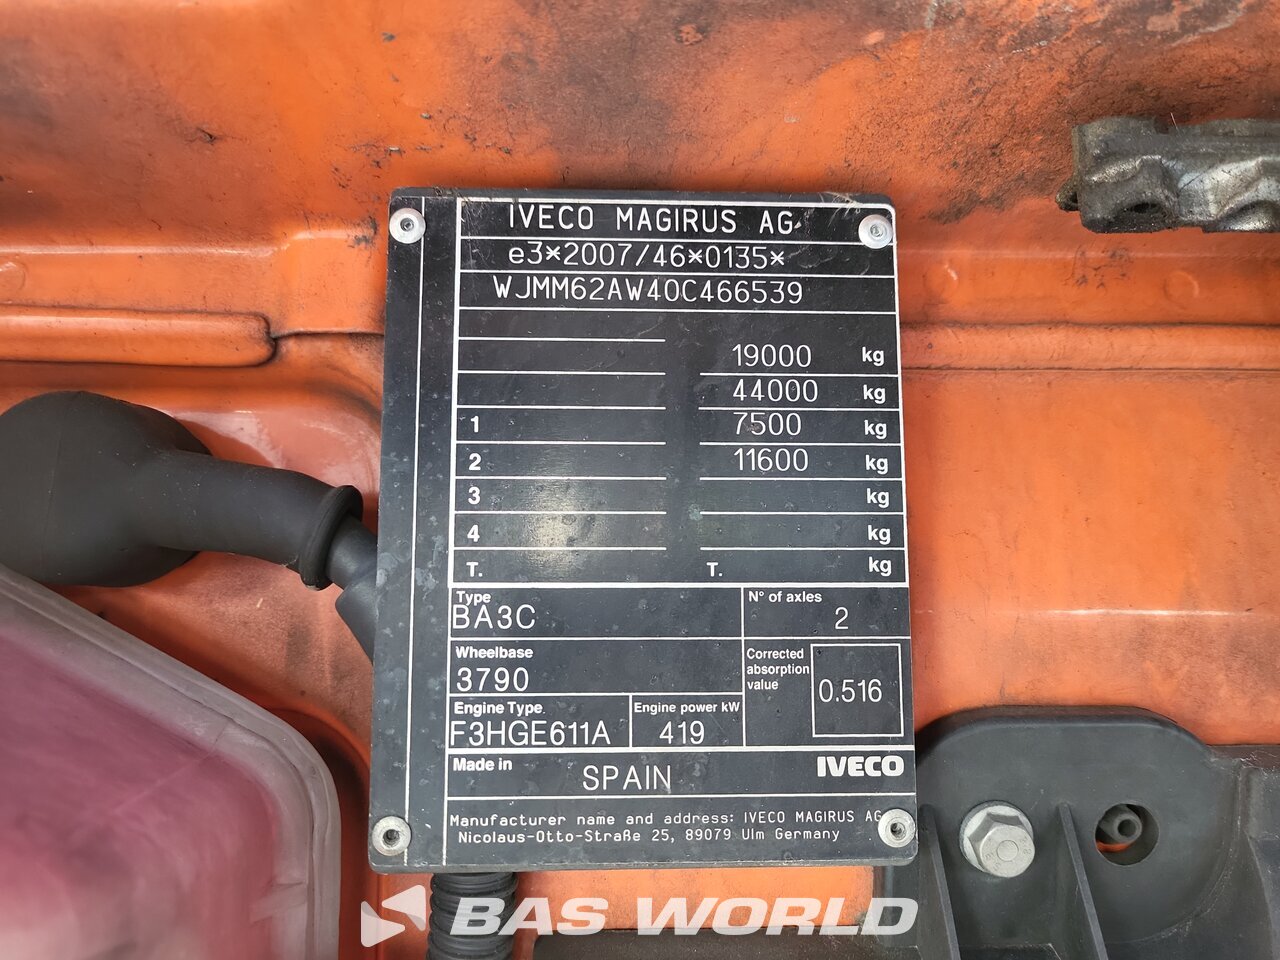 IVECO MAGIRUS AG
e3*2007/46*0135*
WJMM62AW40C466539
19000 kg
44000 kg
1 7500 kg
2 11600 kg
3 kg
4 kg
T. T. kg
Type N° of axles
BA3C 2
Wheelbase
3790
Corrected
absorption
value
0.516
Engine Type. Engine power kW
F3HGE611A 419
Made in SPAIN IVECO
Manufacturer name and address: IVECO MAGIRUS AG
Nicolaus-Otto-Straße 25, 89079 Ulm Germany
BAS WORLD